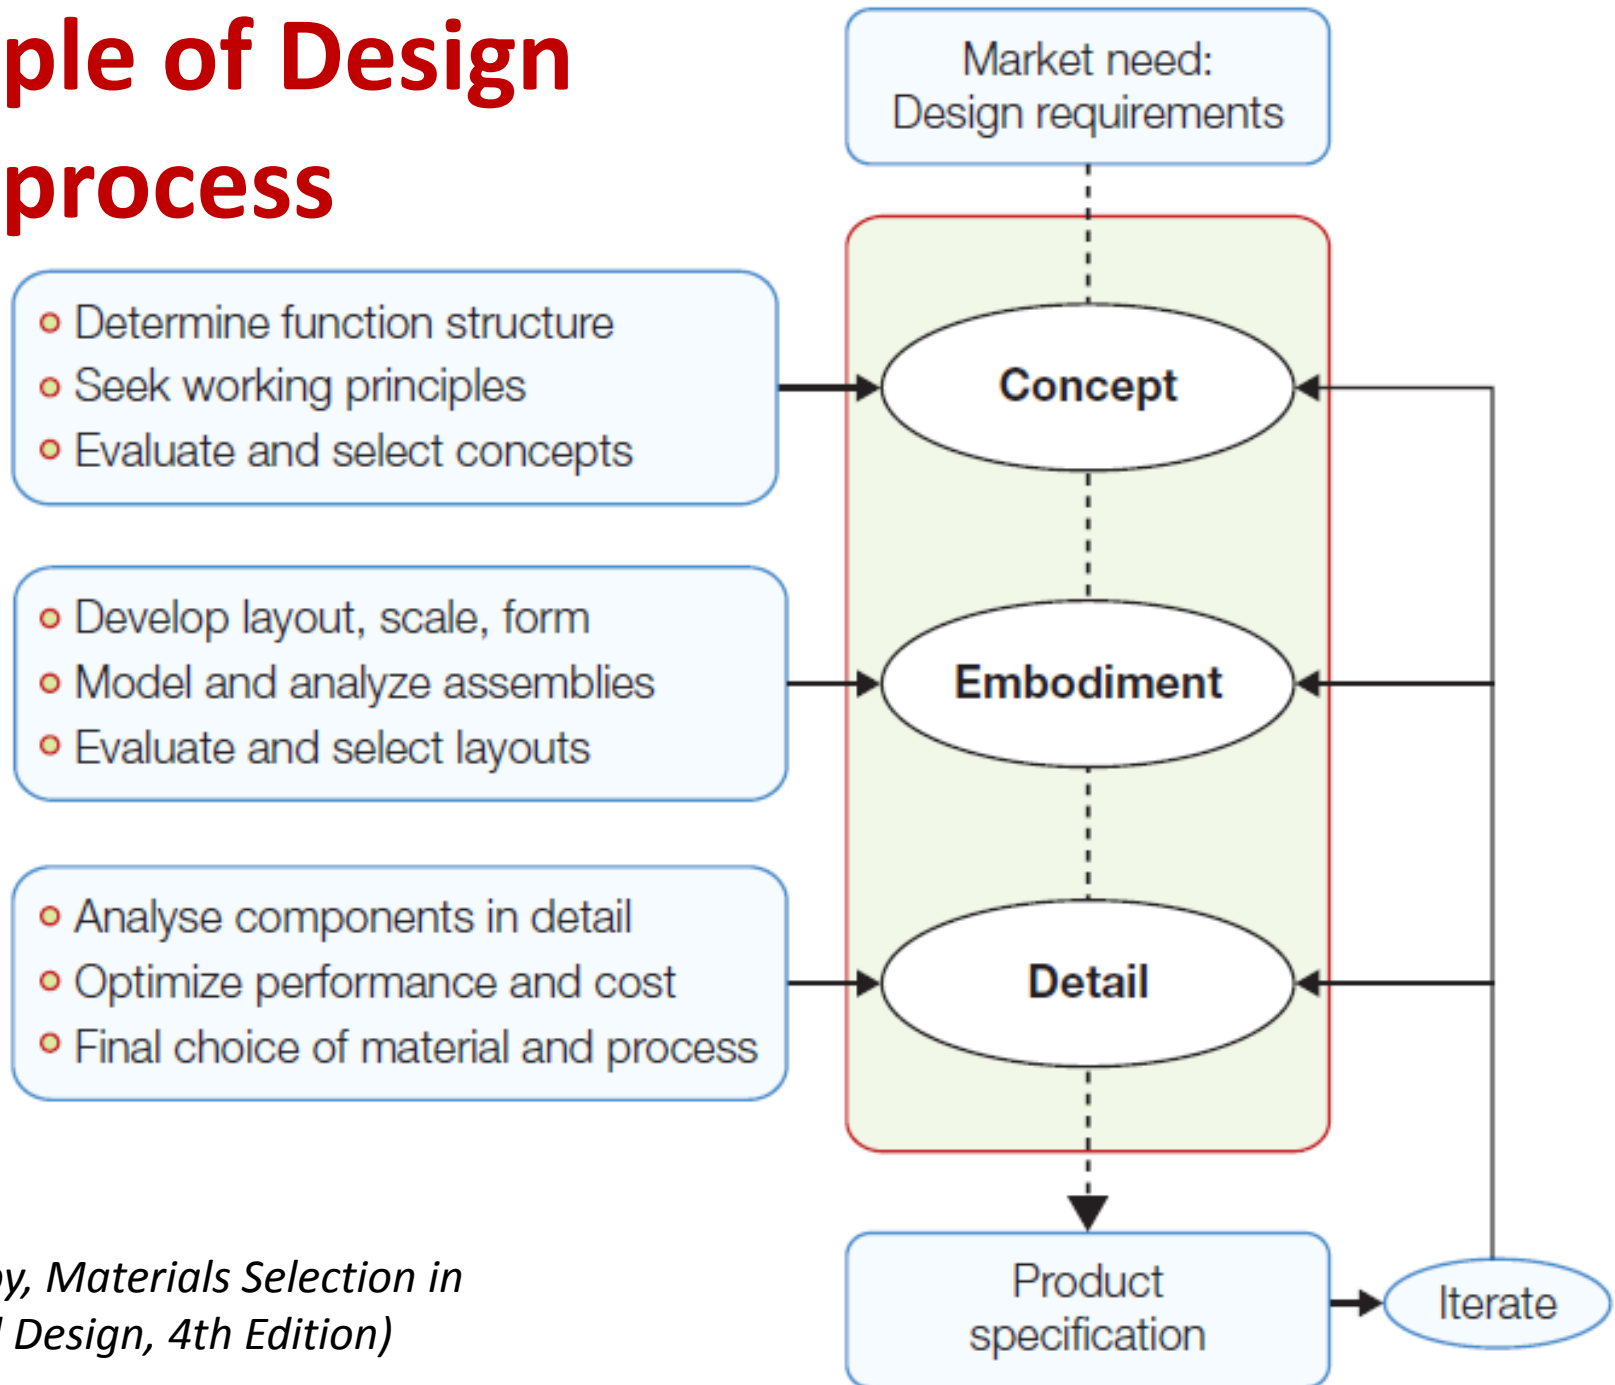 ple of Design
process
Market need:
Design requirements
Determine function structure
Seek working principles
Evaluate and select concepts
Concept
Develop layout, scale, form
Model and analyze assemblies
Evaluate and select layouts
Embodiment
Analyse components in detail
Optimize performance and cost
Final choice of material and process
Detail
Product
specification
Iterate
y, Materials Selection in
Design, 4th Edition)